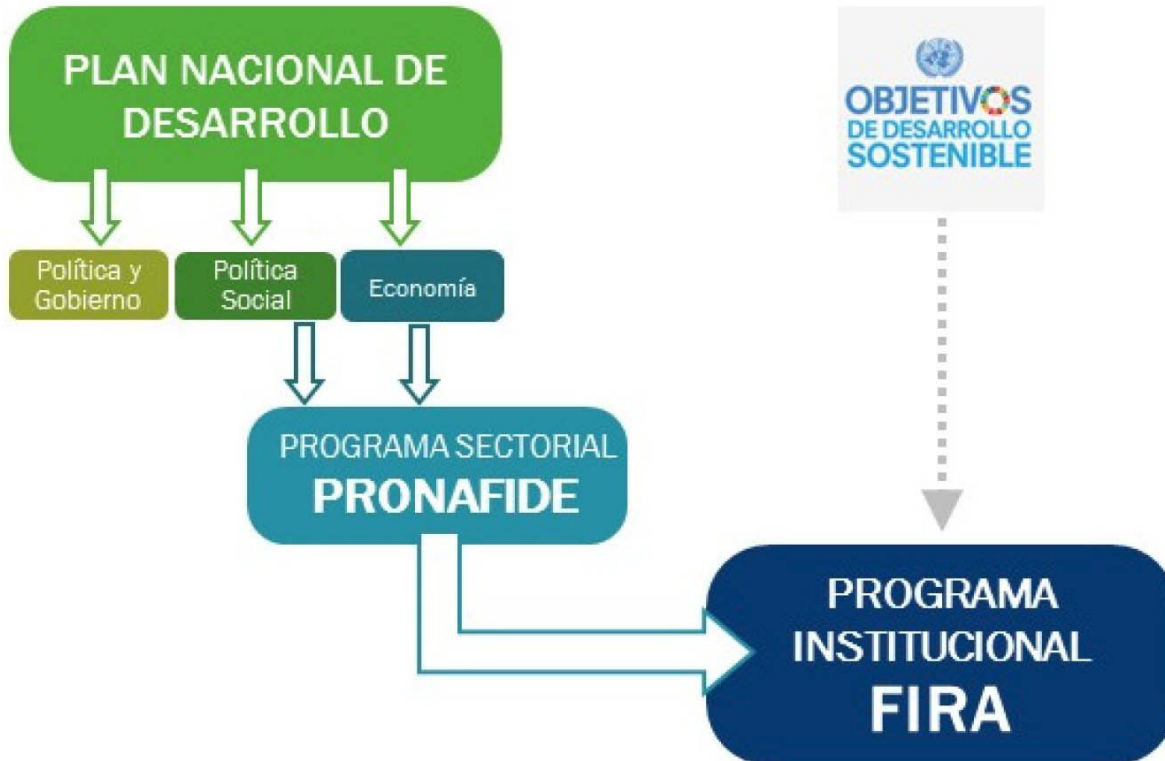 PLAN NACIONAL DE
DESARROLLO
OBJETIVOS
DE DESARROLLO
SOSTENIBLE
Política y
Gobierno
Política
Social
Economía
PROGRAMA SECTORIAL
PRONAFIDE
PROGRAMA
INSTITUCIONAL
FIRA